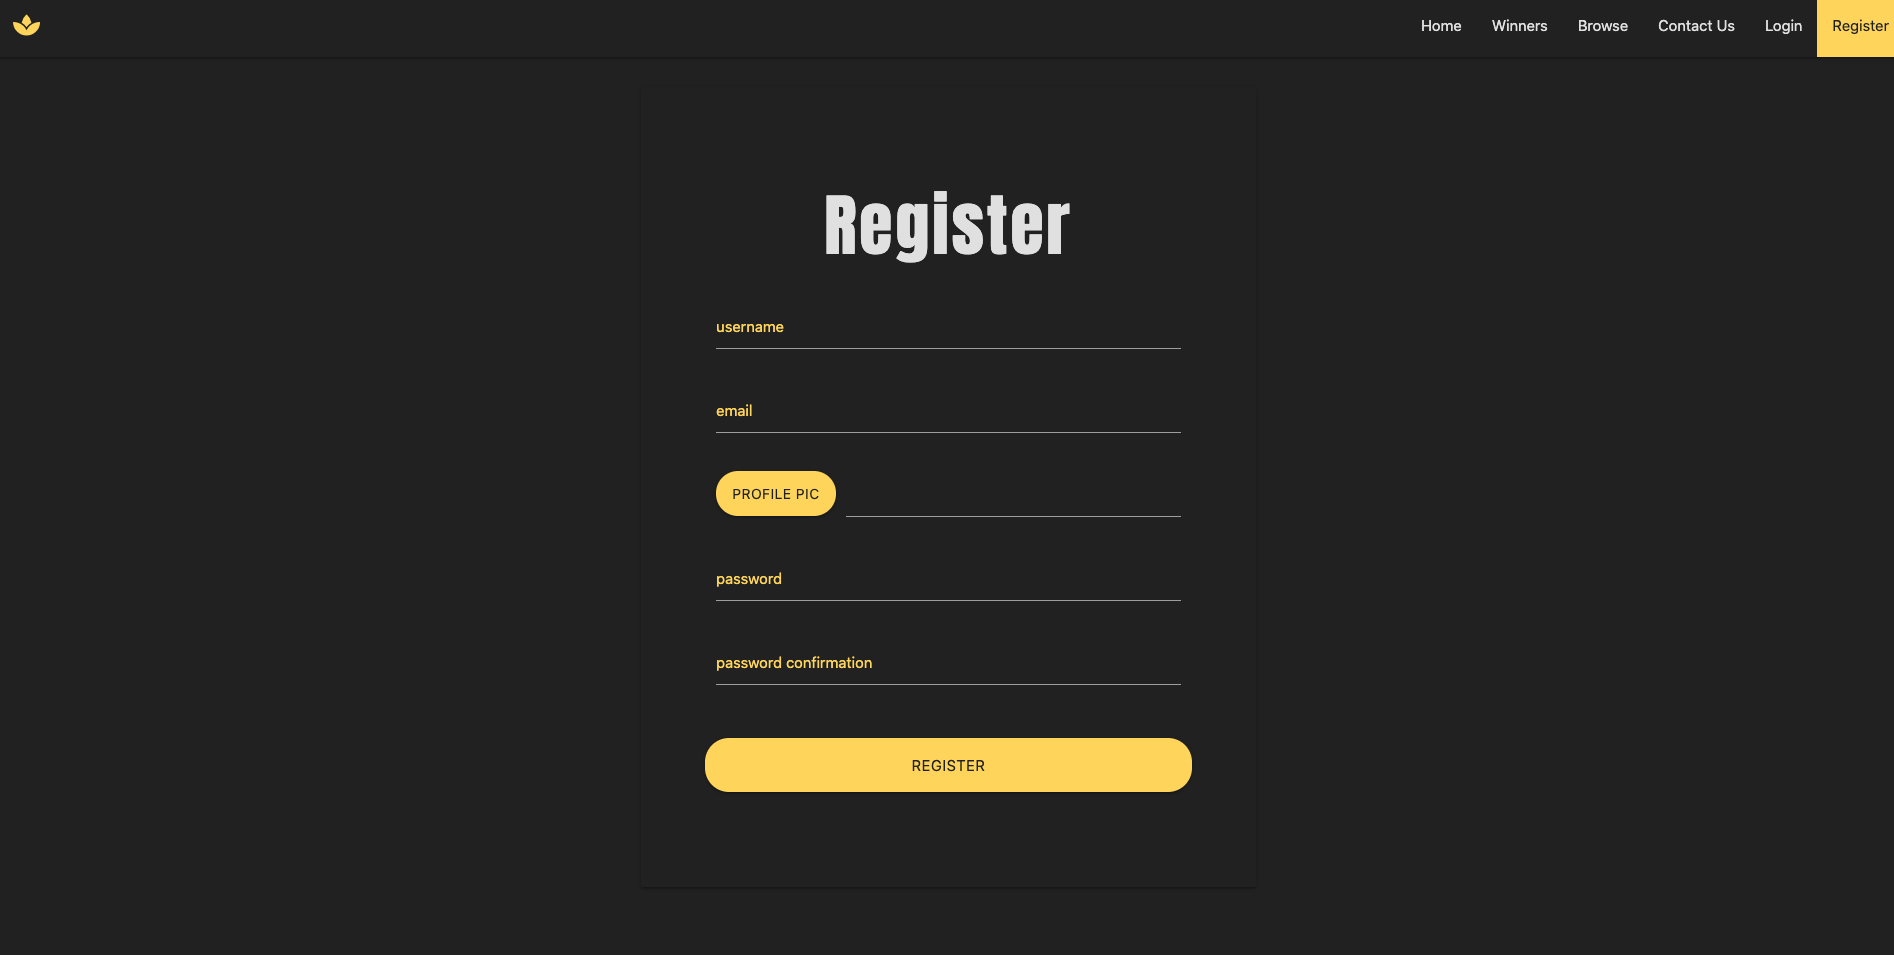 Home Winners Browse Contact Us Login Register
Register
username
email
PROFILE PIC
password
password confirmation
REGISTER